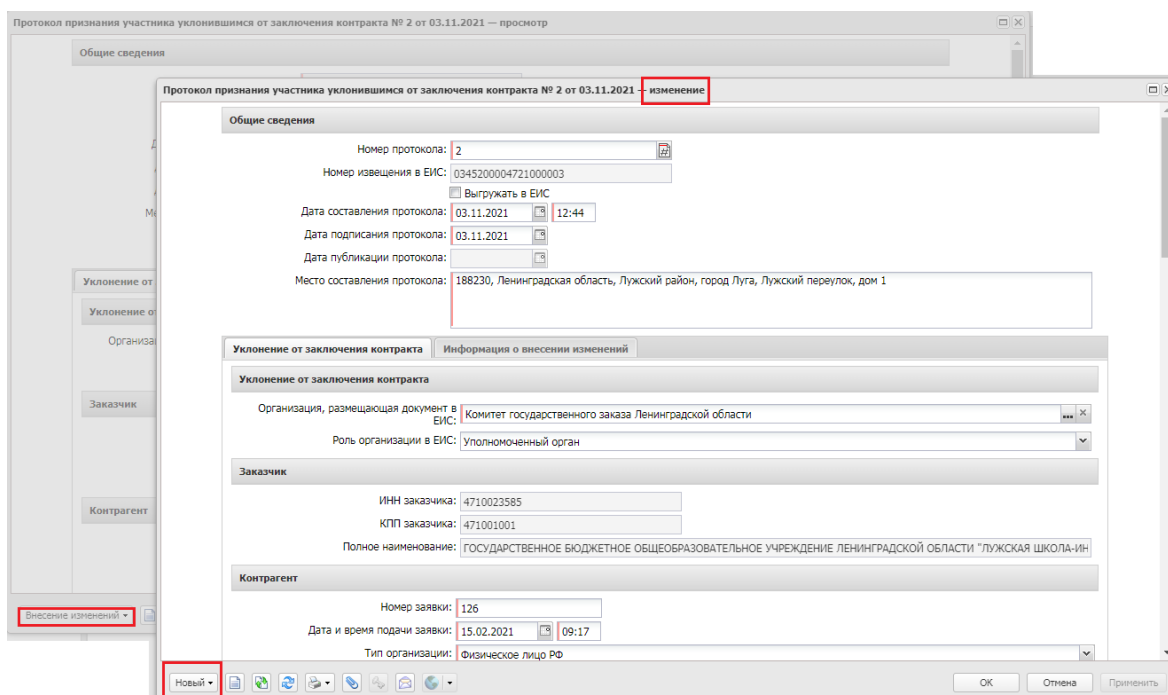 Протокол признания участника уклонившимся от заключения контракта № 2 от 03.11.2021 — просмотр
Общие сведения
Уклонение от
Уклонение о
Организа
Заказчик
Контрагент
Внесение изменений
Протокол признания участника уклонившимся от заключения контракта № 2 от 03.11.2021 — изменение
Общие сведения
Номер протокола: 2
Номер извещения в ЕИС: 0345200004721000003
Выгружать в ЕИС
Дата составления протокола: 03.11.2021 12:44
Дата подписания протокола: 03.11.2021
Дата публикации протокола:
Место составления протокола: 188230, Ленинградская область, Лужский район, город Луга, Лужский переулок, дом 1
Уклонение от заключения контракта Информация о внесении изменений
Уклонение от заключения контракта
Организация, размещающая документ в ЕИС: Комитет государственного заказа Ленинградской области
Роль организации в ЕИС: Уполномоченный орган
Заказчик
ИНН заказчика: 4710023585
КПП заказчика: 471001001
Полное наименование: ГОСУДАРСТВЕННОЕ БЮДЖЕТНОЕ ОБЩЕОБРАЗОВАТЕЛЬНОЕ УЧРЕЖДЕНИЕ ЛЕНИНГРАДСКОЙ ОБЛАСТИ "ЛУЖСКАЯ ШКОЛА-ИН
Контрагент
Номер заявки: 126
Дата и время подачи заявки: 15.02.2021 09:17
Тип организации: Физическое лицо РФ
Новый ОК Отмена Применить